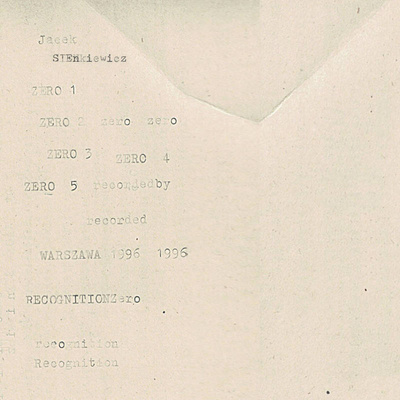 Jacek
SIEnkiewicz
ZERO 1
ZERO 2 zero zero
ZERO 3 ZERO 4
ZERO 5 recordedby
recorded
WARSZAWA 1996 1996
RECOGNITIONZero
recognition
Recognition